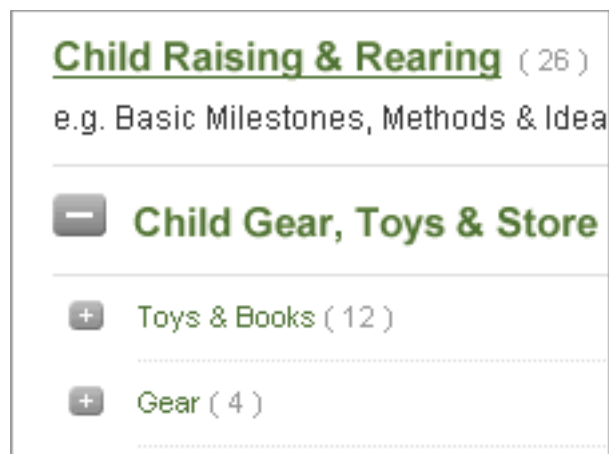 Child Raising & Rearing ( 26 )
e.g. Basic Milestones, Methods & Idea
Child Gear, Toys & Store
Toys & Books ( 12 )
Gear ( 4 )